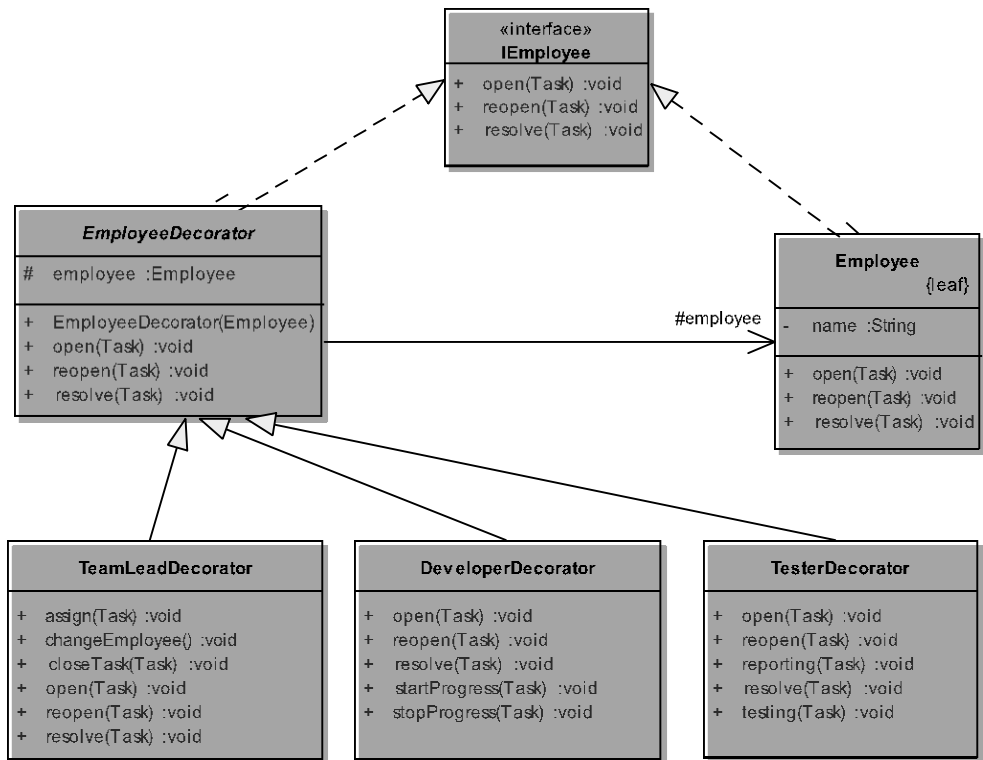 «interface»
IEmployee
+ open(Task) :void
+ reopen(Task) :void
+ resolve(Task) :void
EmployeeDecorator
# employee :Employee
+ EmployeeDecorator(Employee)
+ open(Task) :void
+ reopen(Task) :void
+ resolve(Task) :void
#employee
Employee
{leaf}
- name :String
+ open(Task) :void
+ reopen(Task) :void
+ resolve(Task) :void
TeamLeadDecorator
+ assign(Task) :void
+ changeEmployee() :void
+ closeTask(Task) :void
+ open(Task) :void
+ reopen(Task) :void
+ resolve(Task) :void
DeveloperDecorator
+ open(Task) :void
+ reopen(Task) :void
+ resolve(Task) :void
+ startProgress(Task) :void
+ stopProgress(Task) :void
TesterDecorator
+ open(Task) :void
+ reopen(Task) :void
+ reporting(Task) :void
+ resolve(Task) :void
+ testing(Task) :void